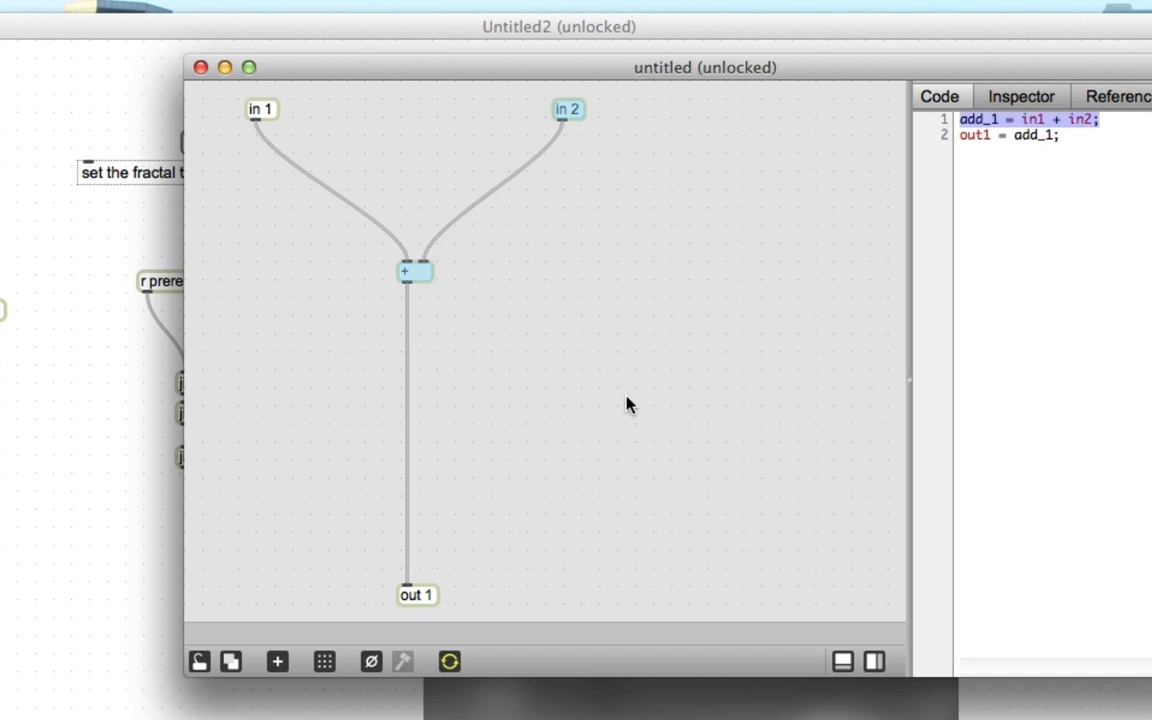 Untitled2 (unlocked)
untitled (unlocked)
in 1
in 2
Code
Inspector
Referenc
1 add_1 = in1 + in2;
2 out1 = add_1;
set the fractal t
r prere
+
j
j
j
out 1